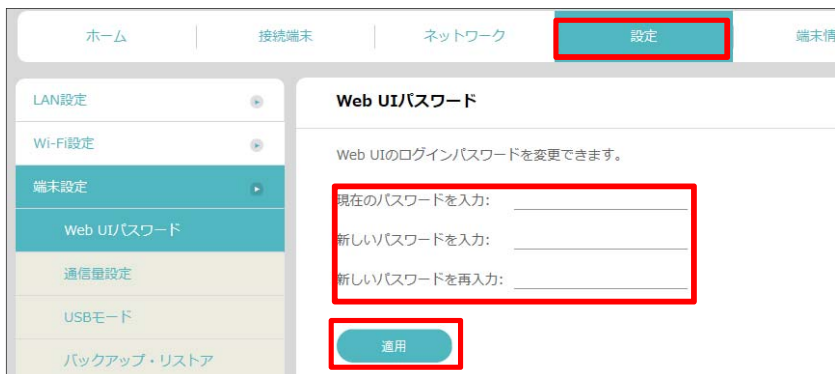 ホーム 接続端末 ネットワーク 設定 端末情
LAN設定
Wi-Fi設定
端末設定
Web UIパスワード
通信量設定
USBモード
バックアップ・リストア
Web UIパスワード
Web UIのログインパスワードを変更できます。
現在のパスワードを入力:
新しいパスワードを入力:
新しいパスワードを再入力:
適用